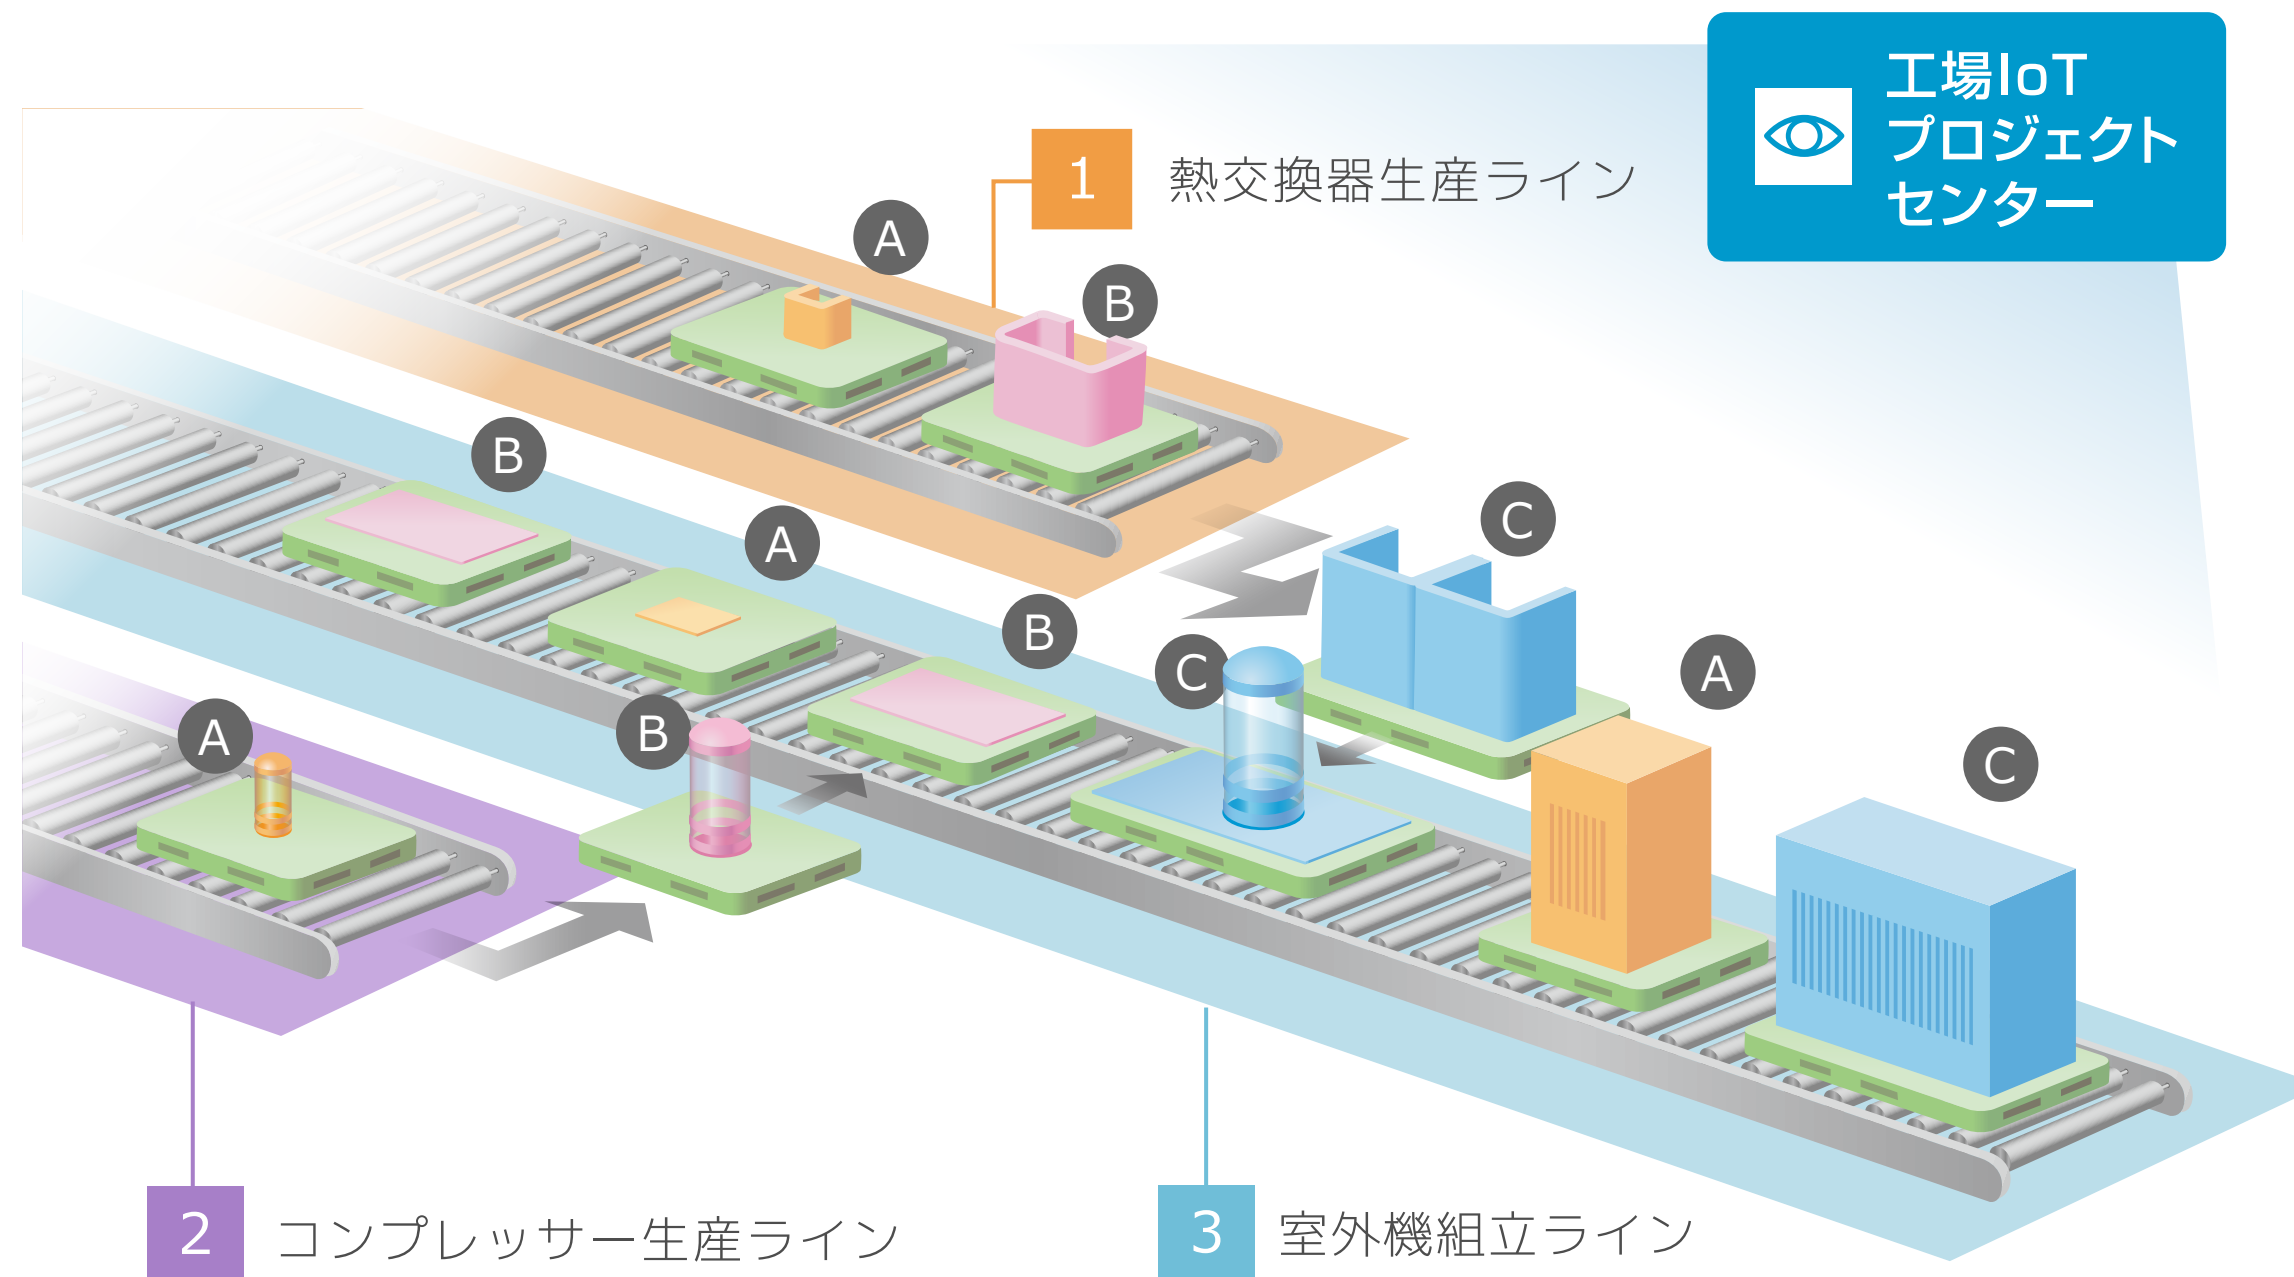 工場IoT
プロジェクト
センター
1 熱交換器生産ライン
A
B
B
A
B
C
C
A
C
A
B
2 コンプレッサー生産ライン
3 室外機組立ライン